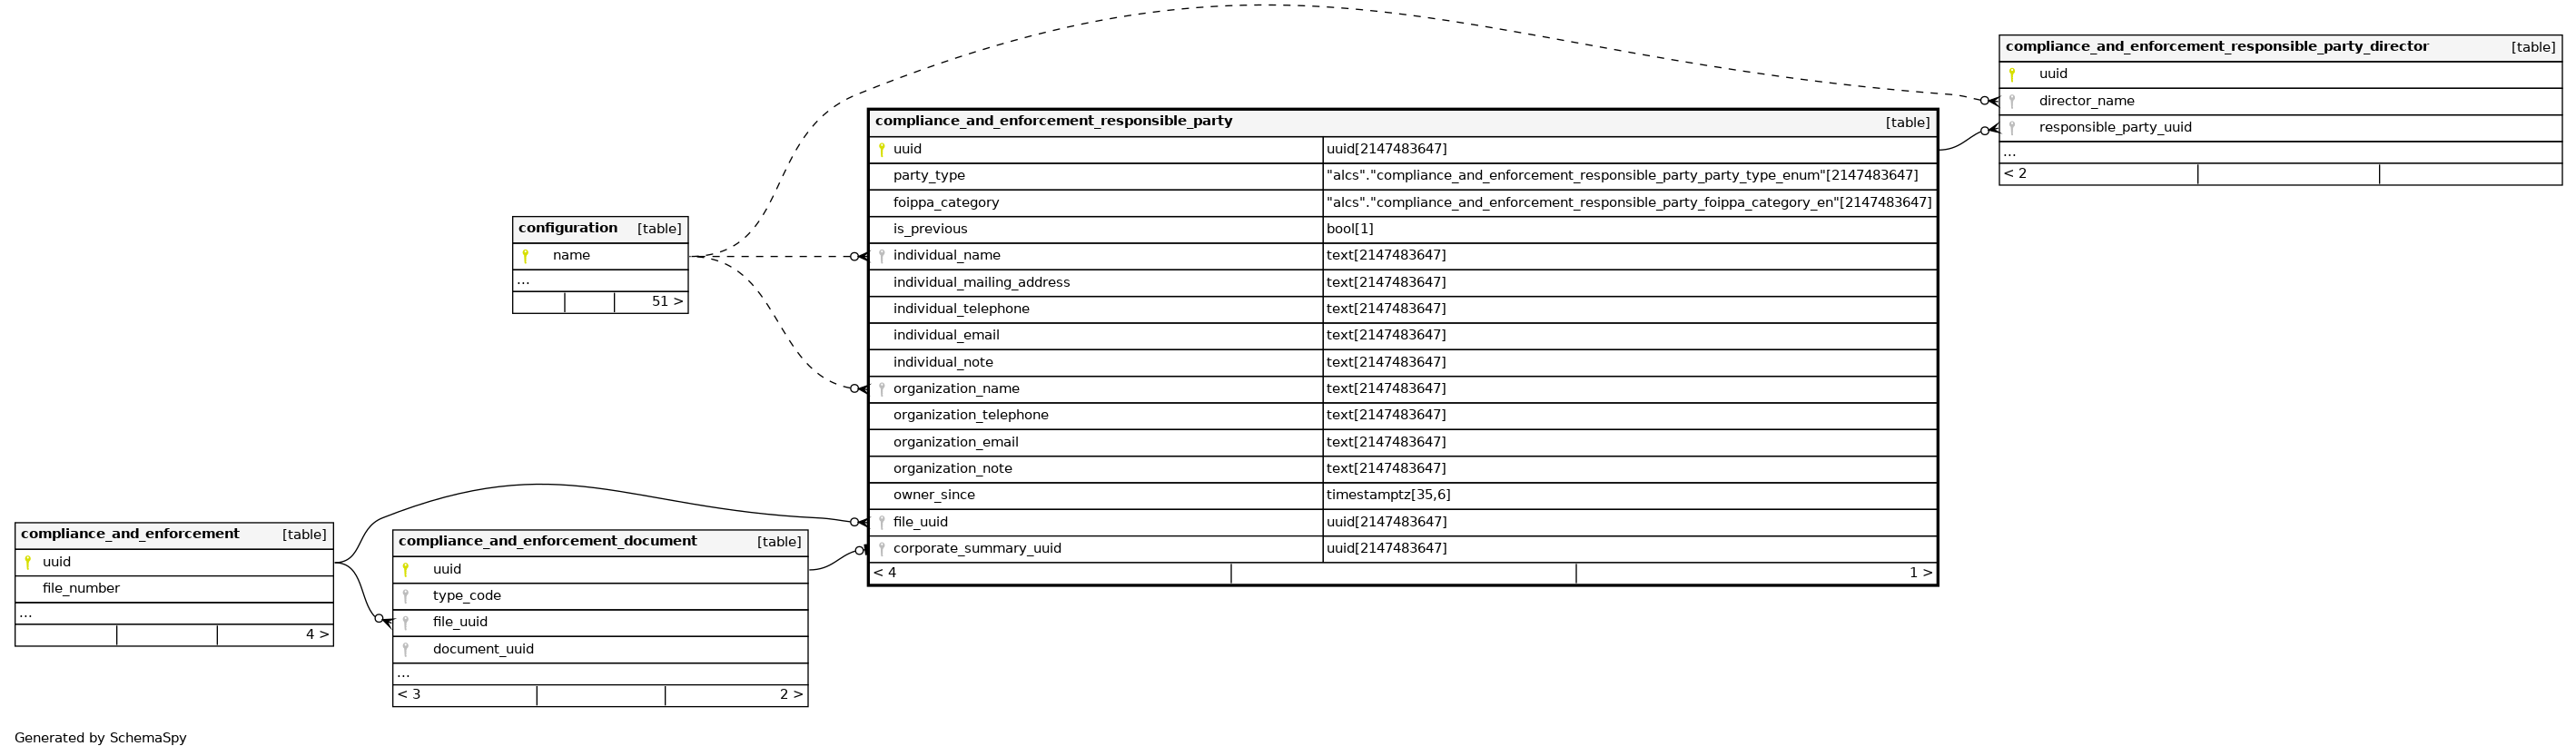 compliance_and_enforcement_responsible_party_director [table]
uuid
director_name
responsible_party_uuid
...
< 2
compliance_and_enforcement_responsible_party [table]
uuid uuid[2147483647]
party_type "alcs"."compliance_and_enforcement_responsible_party_party_type_enum"[2147483647]
foippa_category "alcs"."compliance_and_enforcement_responsible_party_foippa_category_en"[2147483647]
is_previous bool[1]
individual_name text[2147483647]
individual_mailing_address text[2147483647]
individual_telephone text[2147483647]
individual_email text[2147483647]
individual_note text[2147483647]
organization_name text[2147483647]
organization_telephone text[2147483647]
organization_email text[2147483647]
organization_note text[2147483647]
owner_since timestamptz[35,6]
file_uuid uuid[2147483647]
corporate_summary_uuid uuid[2147483647]
< 4 1 >
configuration [table]
name
...
51 >
compliance_and_enforcement [table]
uuid
file_number
...
4 >
compliance_and_enforcement_document [table]
uuid
type_code
file_uuid
document_uuid
...
< 3 2 >
Generated by SchemaSpy